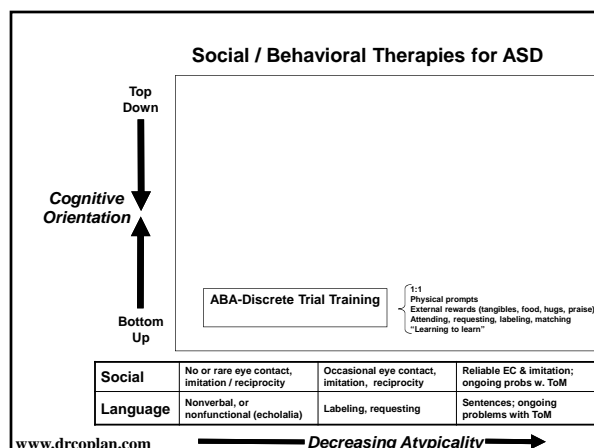 Social / Behavioral Therapies for ASD
Top
Down
Cognitive
Orientation
Bottom
Up
ABA-Discrete Trial Training
1:1
Physical prompts
External rewards (tangibles, food, hugs, praise)
Attending, requesting, labeling, matching
"Learning to learn"
Social
No or rare eye contact,
imitation / reciprocity
Occasional eye contact,
imitation, reciprocity
Reliable EC & imitation;
ongoing probs w. ToM
Language
Nonverbal, or
nonfunctional (echolalia)
Labeling, requesting
Sentences; ongoing
problems with ToM
www.drcoplan.com
Decreasing Atypicality